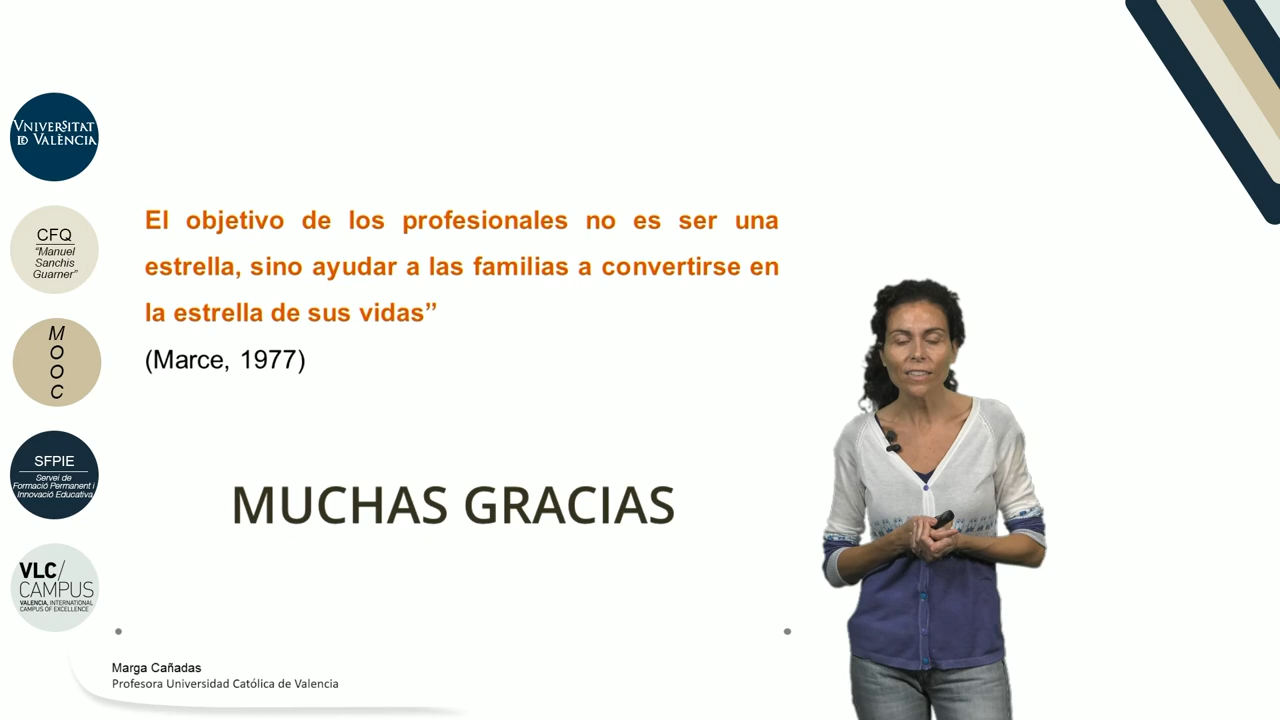 VNIVERSITAT
ID VALÈNCIA
CFQ
“Manuel
Sanchis
Guarner”
M
O
O
C
SFPIE
Servei de
Formació Permanent i
Innovació Educativa
VLC/
CAMPUS
VALENCIA, INTERNATIONAL
CAMPUS OF EXCELLENCE
El objetivo de los profesionales no es ser una
estrella, sino ayudar a las familias a convertirse en
la estrella de sus vidas”
(Marce, 1977)
MUCHAS GRACIAS
Marga Cañadas
Profesora Universidad Católica de Valencia